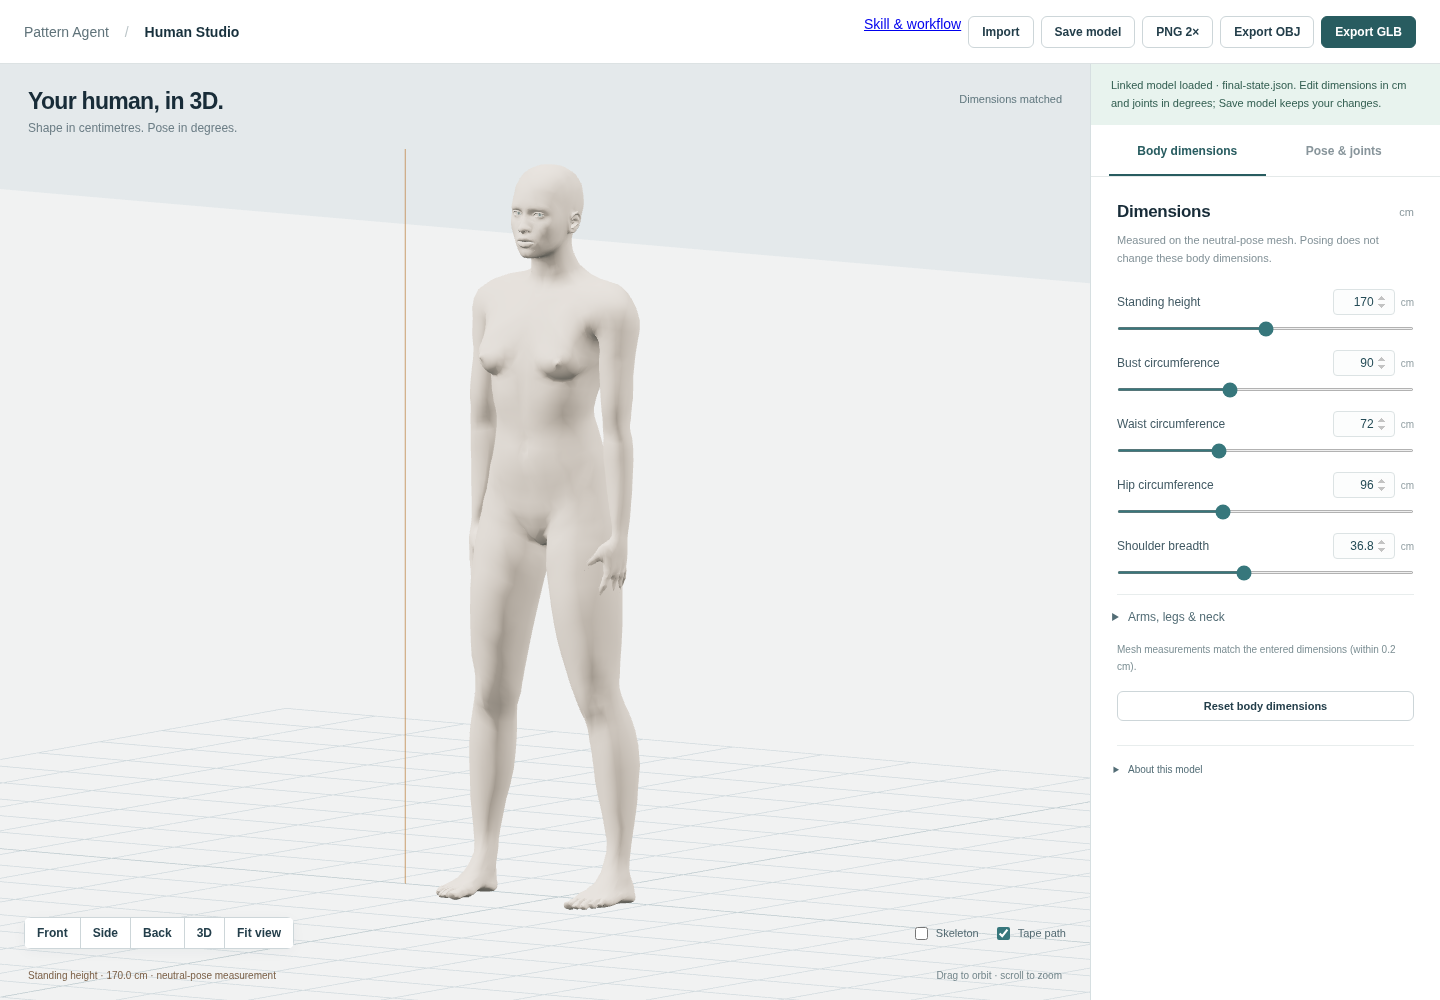 Pattern Agent / Human Studio
Skill & workflow
Import
Save model
PNG 2×
Export OBJ
Export GLB
Your human, in 3D.
Shape in centimetres. Pose in degrees.
Dimensions matched
Linked model loaded · final-state.json. Edit dimensions in cm
and joints in degrees; Save model keeps your changes.
Body dimensions
Pose & joints
Dimensions
cm
Measured on the neutral-pose mesh. Posing does not
change these body dimensions.
Standing height 170 cm
Bust circumference 90 cm
Waist circumference 72 cm
Hip circumference 96 cm
Shoulder breadth 36.8 cm
Arms, legs & neck
Mesh measurements match the entered dimensions (within 0.2
cm).
Reset body dimensions
About this model
Front
Side
Back
3D
Fit view
Skeleton
Tape path
Standing height · 170.0 cm · neutral-pose measurement
Drag to orbit · scroll to zoom